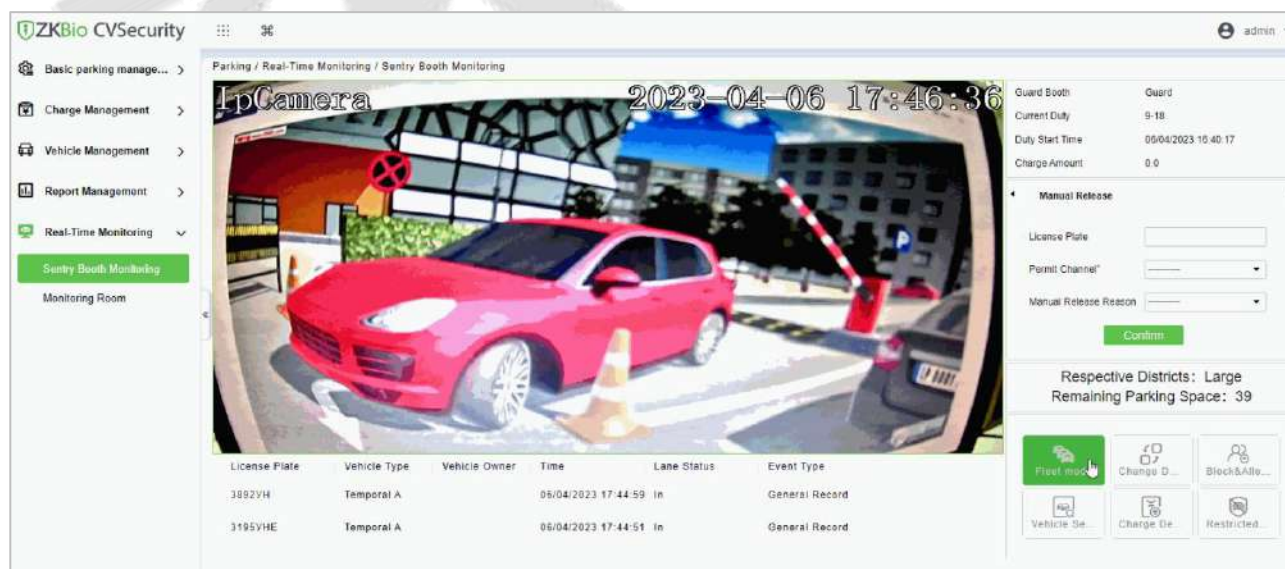 ZKBio CVSecurity
admin
Basic parking manage...
Charge Management
Vehicle Management
Report Management
Real-Time Monitoring
Sentry Booth Monitoring
Monitoring Room
Parking / Real-Time Monitoring / Sentry Booth Monitoring
IpCamera 2023-04-06 17:46:36
Guard Booth Guard
Current Duty 9-18
Duty Start Time 06/04/2023 16:40:17
Charge Amount 0.0
Manual Release
License Plate
Permit Channel*
Manual Release Reason
Confirm
Respective Districts: Large
Remaining Parking Space: 39
Fleet mod
Change D...
Block&Allo...
Vehicle Se...
Charge De...
Restricted...
License Plate Vehicle Type Vehicle Owner Time Lane Status Event Type
3892YH Temporal A 06/04/2023 17:44:59 In General Record
3195YHE Temporal A 06/04/2023 17:44:51 In General Record